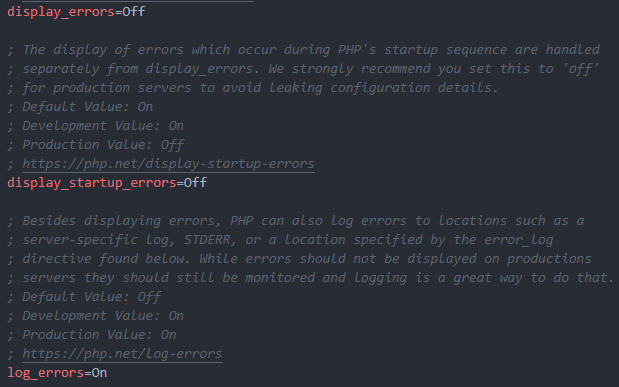 display_errors=Off
; The display of errors which occur during PHP's startup sequence are handled
; separately from display_errors. We strongly recommend you set this to 'off'
; for production servers to avoid leaking configuration details.
; Default Value: On
; Development Value: On
; Production Value: Off
; https://php.net/display-startup-errors
display_startup_errors=Off
; Besides displaying errors, PHP can also log errors to locations such as a
; server-specific log, STDERR, or a location specified by the error_log
; directive found below. While errors should not be displayed on productions
; servers they should still be monitored and logging is a great way to do that.
; Default Value: Off
; Development Value: On
; Production Value: On
; https://php.net/log-errors
log_errors=On